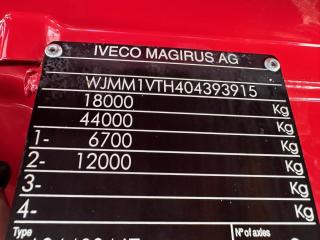 IVECO MAGIRUS AG
WJMM1VTH404393915
18000 Kg
44000 Kg
1- 6700 Kg
2- 12000 Kg
3- Kg
4- Kg
Type Nº of axles